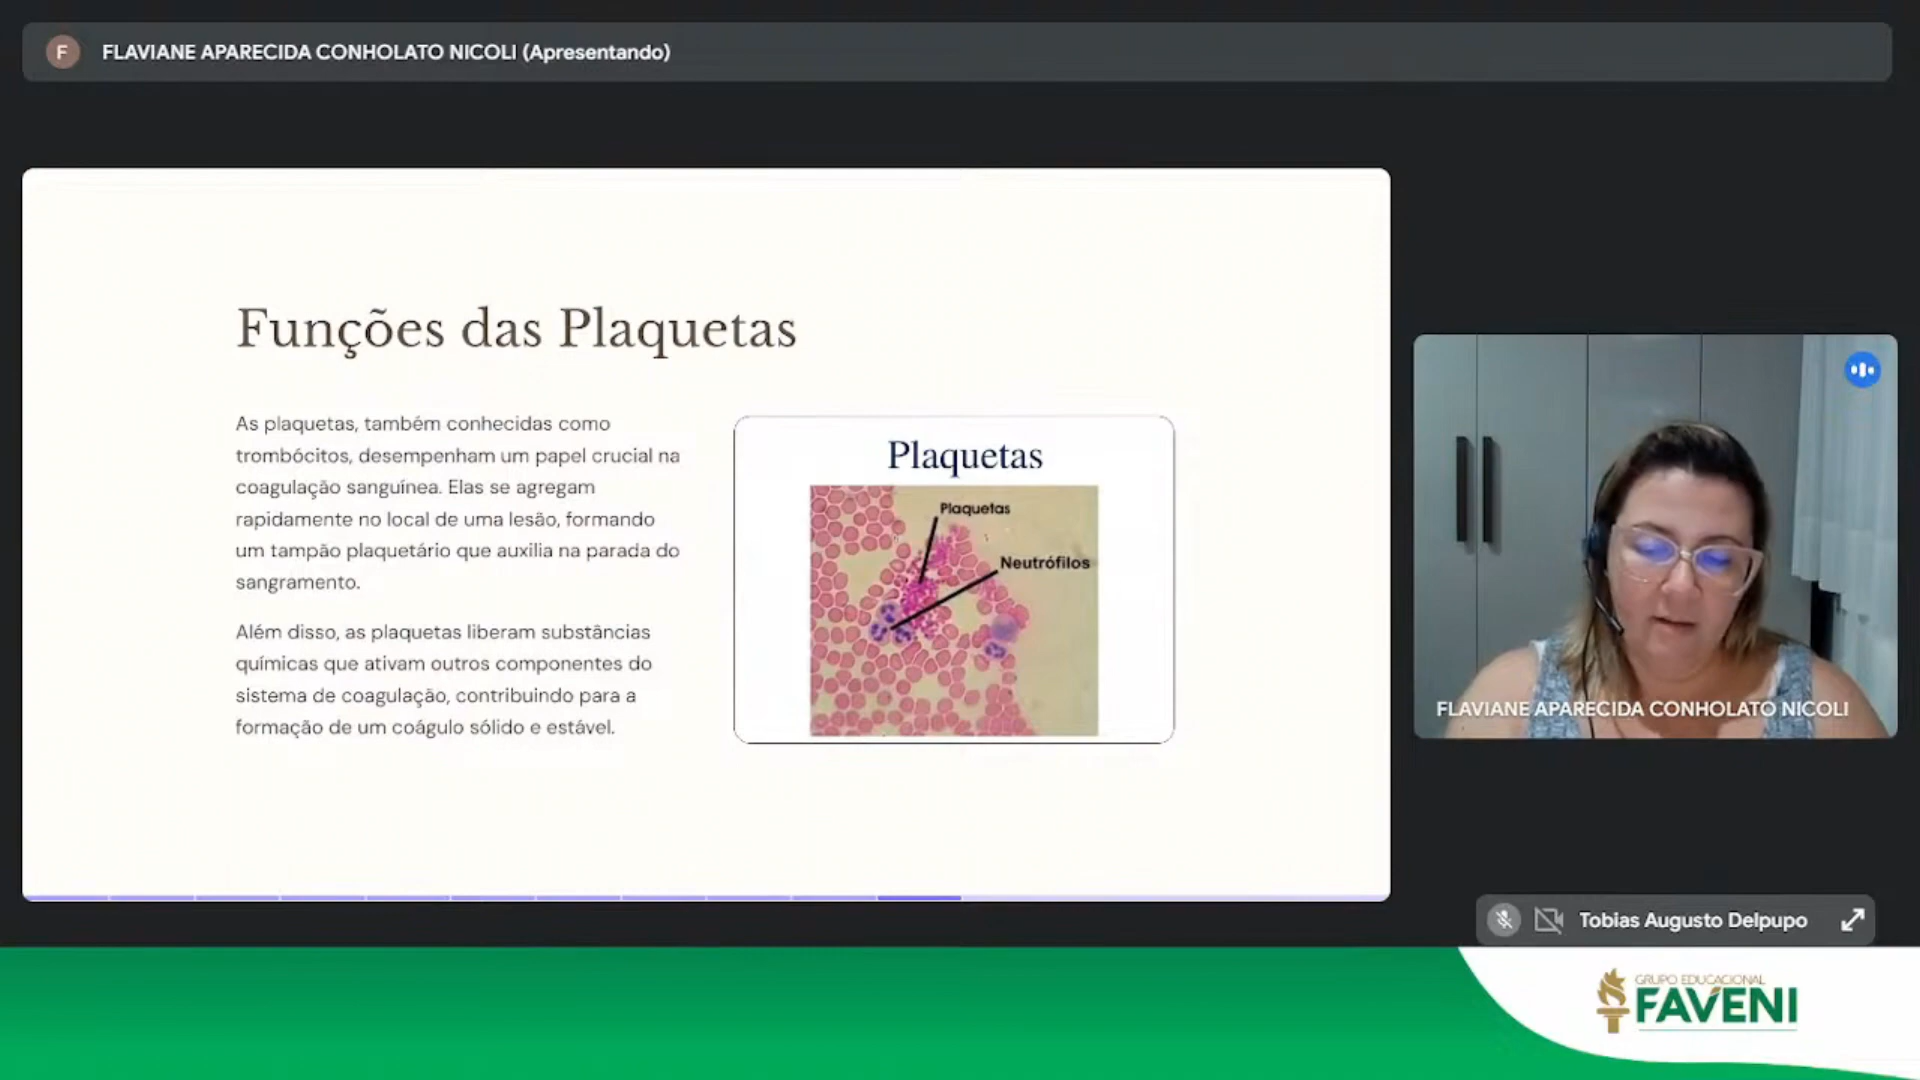 F
FLAVIANE APARECIDA CONHOLATO NICOLI (Apresentando)
Funções das Plaquetas
As plaquetas, também conhecidas como
trombócitos, desempenham um papel crucial na
coagulação sanguínea. Elas se agregam
rapidamente no local de uma lesão, formando
um tampão plaquetário que auxilia na parada do
sangramento.
Além disso, as plaquetas liberam substâncias
químicas que ativam outros componentes do
sistema de coagulação, contribuindo para a
formação de um coágulo sólido e estável.
Plaquetas
Plaquetas
Neutrófilos
FLAVIANE APARECIDA CONHOLATO NICOLI
Tobias Augusto Delpupo
GRUPO EDUCACIONAL
FAVENI